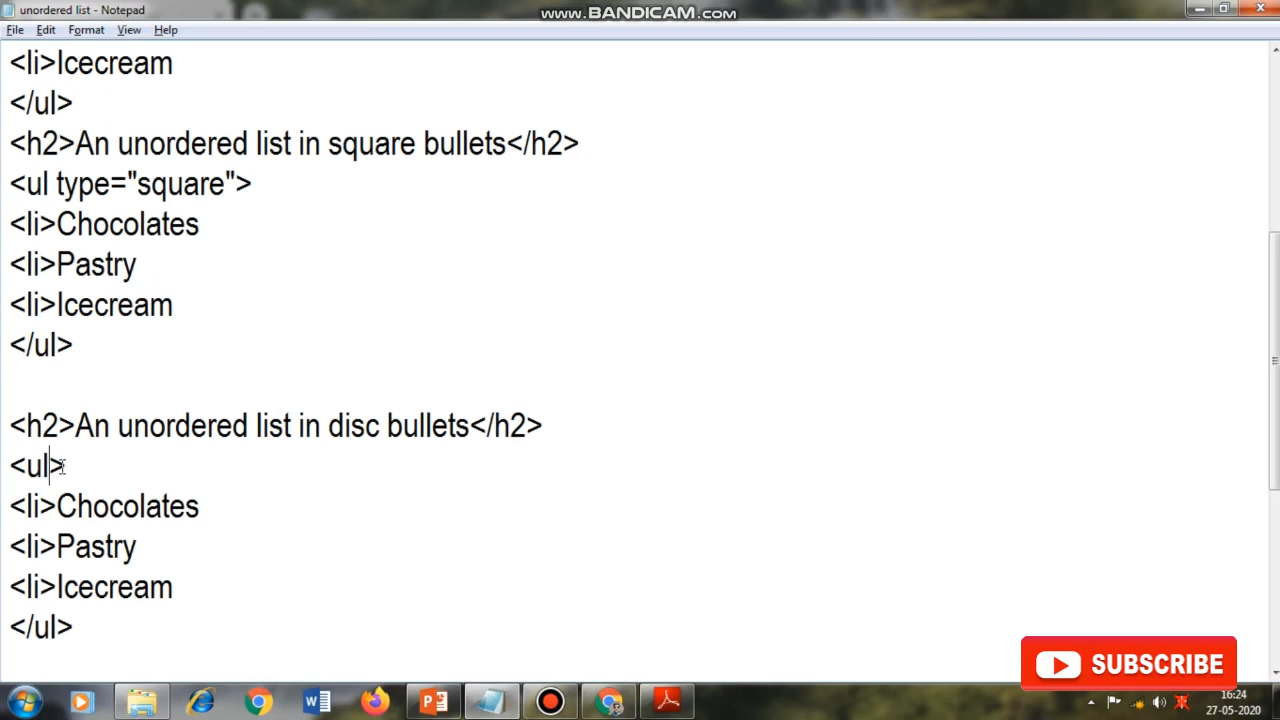 unordered list - Notepad
www.BANDICAM.com
File Edit Format View Help
<li>Icecream
</ul>
<h2>An unordered list in square bullets</h2>
<ul type="square">
<li>Chocolates
<li>Pastry
<li>Icecream
</ul>
<h2>An unordered list in disc bullets</h2>
<ul>
<li>Chocolates
<li>Pastry
<li>Icecream
</ul>
SUBSCRIBE
16:24
27-05-2020